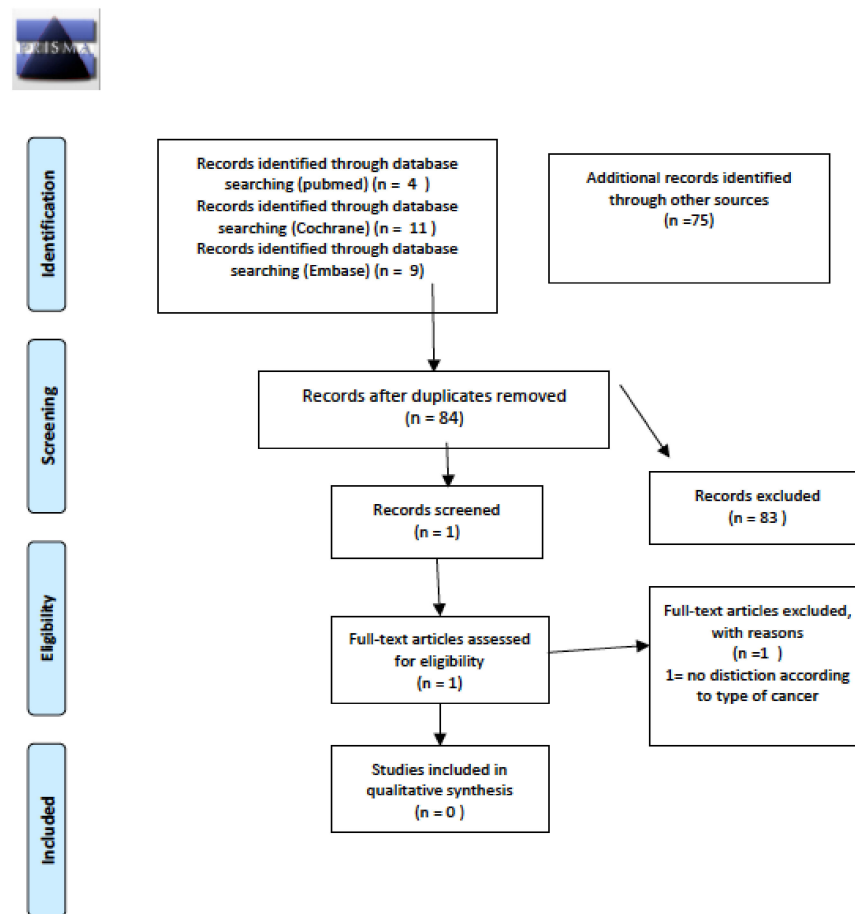 PRISMA
Identification
Records identified through database
searching (pubmed) (n = 4 )
Records identified through database
searching (Cochrane) (n = 11 )
Records identified through database
searching (Embase) (n = 9)
Additional records identified
through other sources
(n =75)
Screening
Records after duplicates removed
(n = 84)
Records screened
(n = 1)
Records excluded
(n = 83 )
Eligibility
Full-text articles assessed
for eligibility
(n = 1)
Full-text articles excluded,
with reasons
(n =1 )
1= no distiction according
to type of cancer
Included
Studies included in
qualitative synthesis
(n = 0 )